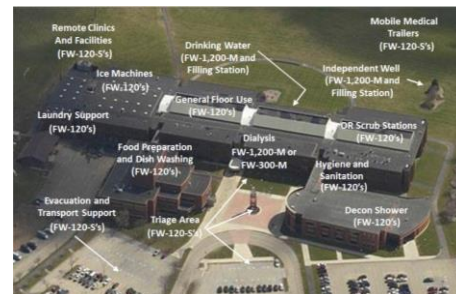 Remote Clinics
And Facilities
(FW-120-S's)
Drinking Water
(FW-1,200-M and
Filling Station)
Mobile Medical
Trailers
(FW-120-S's)
Ice Machines
(FW-120's)
Independent Well
(FW-1,200-M and
Filling Station)
General Floor Use
(FW-120's)
Laundry Support
(FW-120's)
OR Scrub Stations
(FW-120's)
Food Preparation
and Dish Washing
(FW-120's)
Dialysis
FW-1,200-M or
FW-300-M
Hygiene and
Sanitation
(FW-120's)
Evacuation and
Transport Support
(FW-120-S's)
Triage Area
(FW-120-S's)
Decon Shower
(FW-120's)